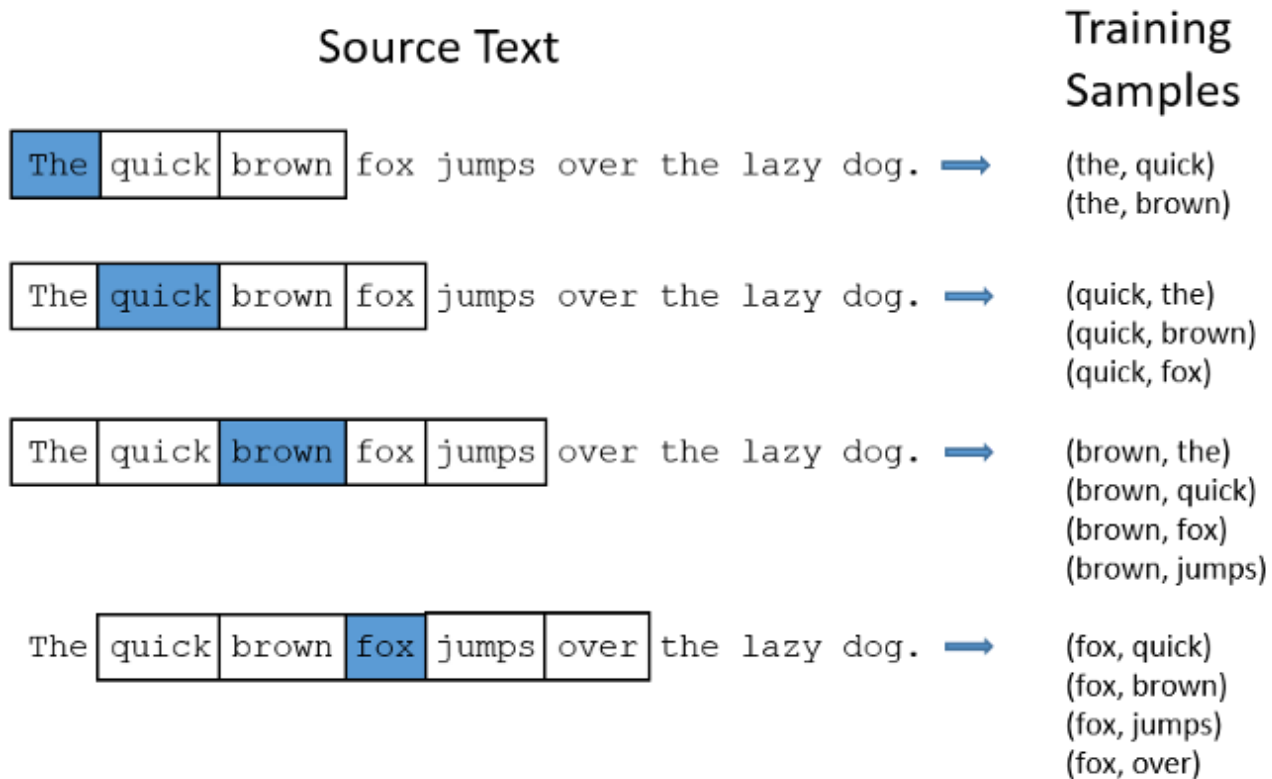 Source Text
Training
Samples
The quick brown fox jumps over the lazy dog.
(the, quick)
(the, brown)
The quick brown fox jumps over the lazy dog.
(quick, the)
(quick, brown)
(quick, fox)
The quick brown fox jumps over the lazy dog.
(brown, the)
(brown, quick)
(brown, fox)
(brown, jumps)
The quick brown fox jumps over the lazy dog.
(fox, quick)
(fox, brown)
(fox, jumps)
(fox, over)